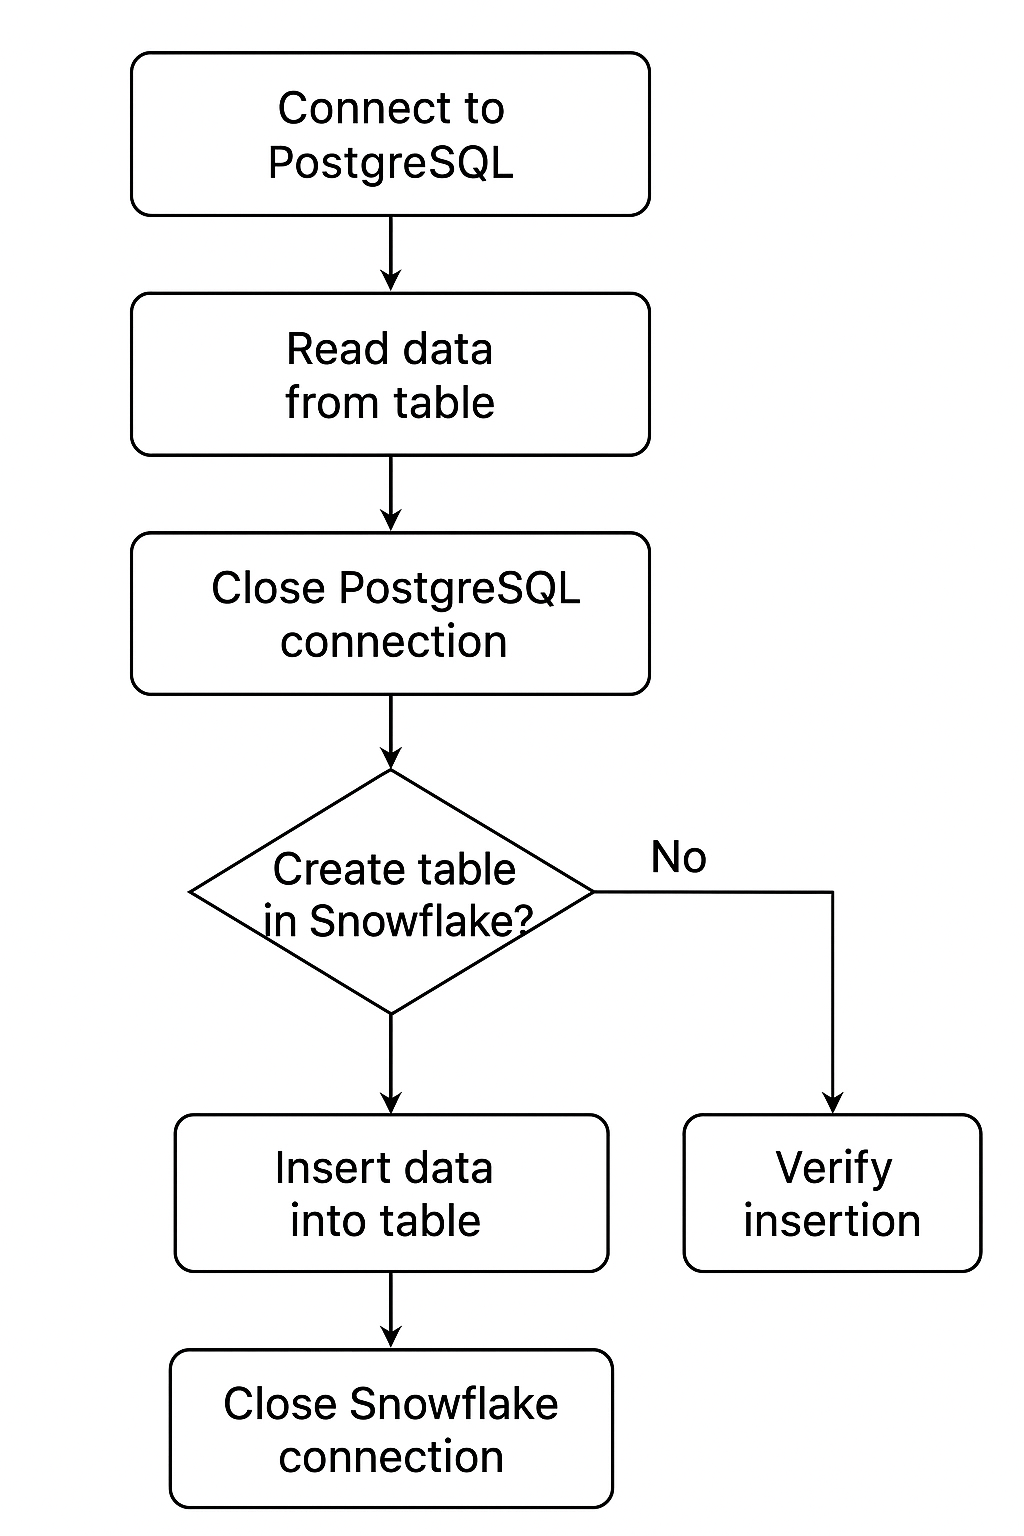 Connect to
PostgreSQL
Read data
from table
Close PostgreSQL
connection
Create table
in Snowflake?
No
Insert data
into table
Verify
insertion
Close Snowflake
connection